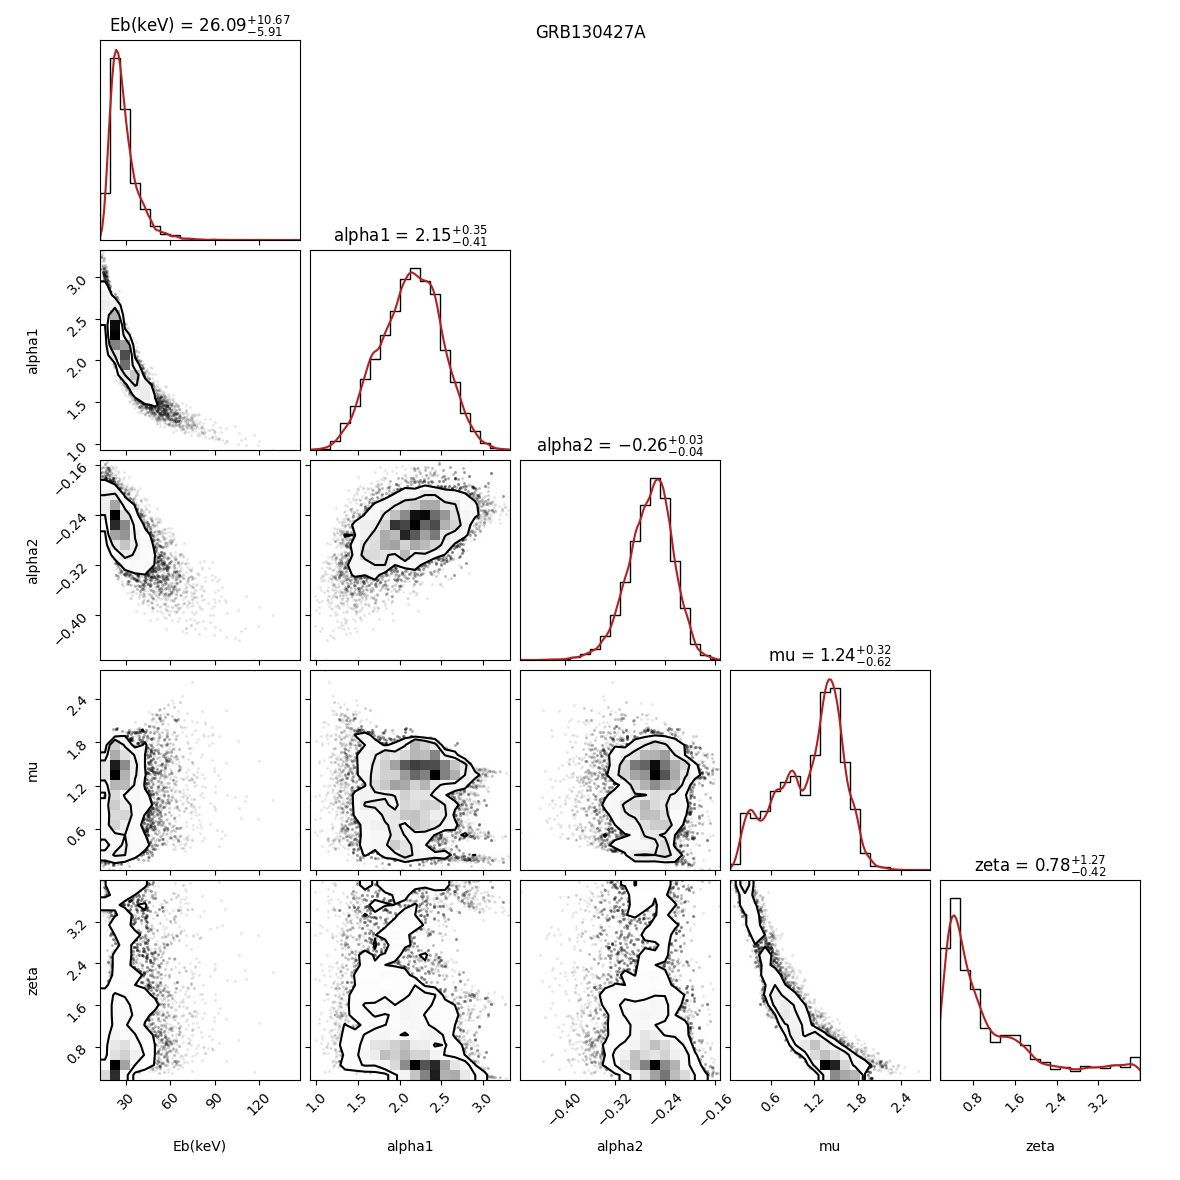 GRB130427A
Eb(keV) = 26.09+10.67−5.91
alpha1 = 2.15+0.35−0.41
alpha2 = −0.26+0.03−0.04
mu = 1.24+0.32−0.62
zeta = 0.78+1.27−0.42
alpha1
3.0
2.5
2.0
1.5
1.0
alpha2
−0.16
−0.24
−0.32
−0.40
mu
2.4
1.8
1.2
0.6
zeta
3.2
2.4
1.6
0.8
30 60 90 120
1.0 1.5 2.0 2.5 3.0
−0.40 −0.32 −0.24 −0.16
0.6 1.2 1.8 2.4
0.8 1.6 2.4 3.2
Eb(keV)
alpha1
alpha2
mu
zeta